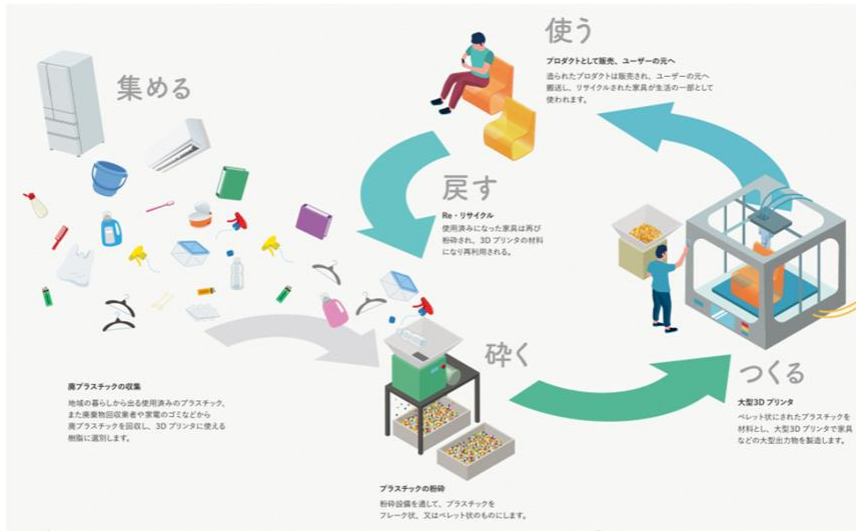 集める
廃プラスチックの収集
地域の暮らしから出る使用済みのプラスチック、
また廃棄物回収業者や家電のゴミなどから
廃プラスチックを回収し、3Dプリンタに使える
樹脂に選別します。
砕く
プラスチックの粉砕
粉砕設備を通して、プラスチックを
フレーク状、又はペレット状のものにします。
つくる
大型3Dプリンタ
ペレット状にされたプラスチックを
材料とし、大型3Dプリンタで家具
などの大型出力物を製造します。
使う
プロダクトとして販売、ユーザーの元へ
造られたプロダクトは販売され、ユーザーの元へ
搬送し、リサイクルされた家具が生活の一部として
使われます。
戻す
Re・リサイクル
使用済みになった家具は再び
粉砕され、3Dプリンタの材料
になり再利用される。